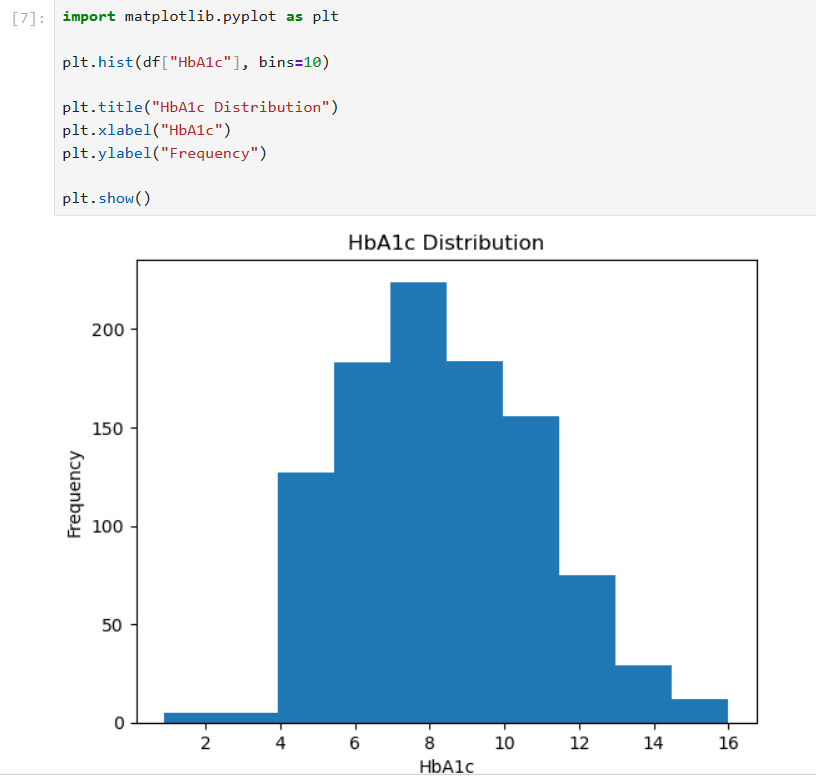 [7]: import matplotlib.pyplot as plt
plt.hist(df["HbA1c"], bins=10)
plt.title("HbA1c Distribution")
plt.xlabel("HbA1c")
plt.ylabel("Frequency")
plt.show()
HbA1c Distribution
Frequency
200
150
100
50
0
2 4 6 8 10 12 14 16
HbA1c